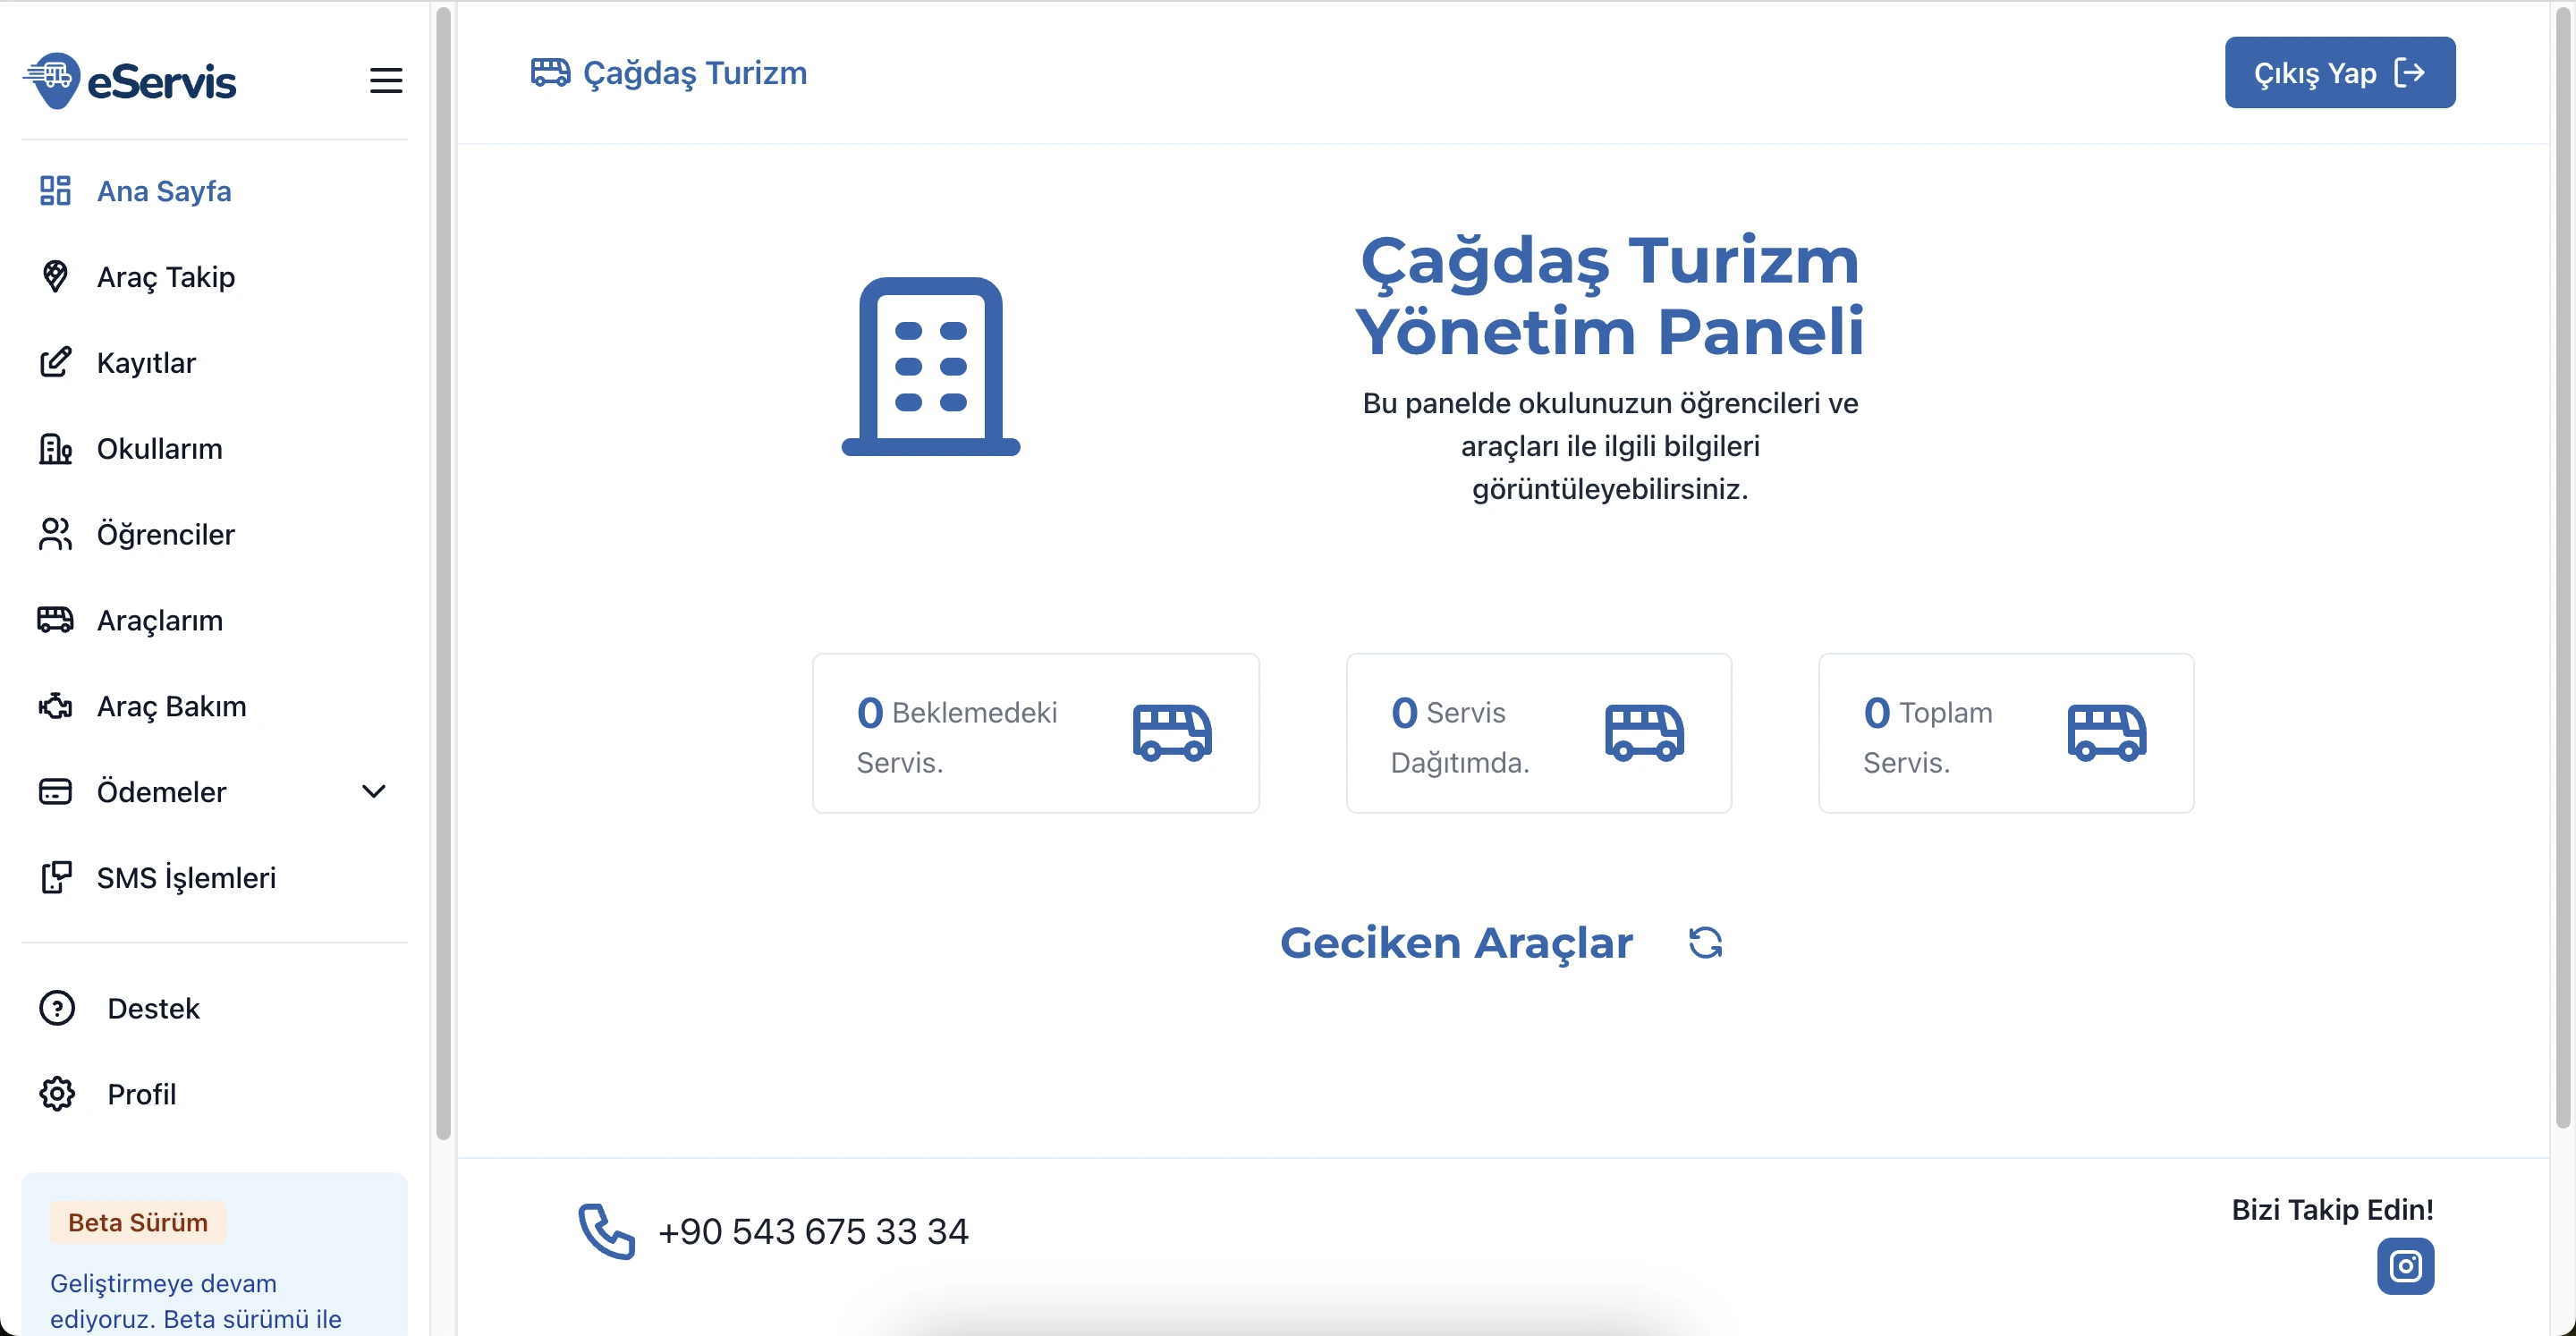 eServis
Ana Sayfa
Araç Takip
Kayıtlar
Okullarım
Öğrenciler
Araçlarım
Araç Bakım
Ödemeler
SMS İşlemleri
Destek
Profil
Beta Sürüm
Geliştirmeye devam
ediyoruz. Beta sürümü ile
Çağdaş Turizm
Çıkış Yap
Çağdaş Turizm
Yönetim Paneli
Bu panelde okulunuzun öğrencileri ve
araçları ile ilgili bilgileri
görüntüleyebilirsiniz.
0 Beklemedeki
Servis.
0 Servis
Dağıtımda.
0 Toplam
Servis.
Geciken Araçlar
+90 543 675 33 34
Bizi Takip Edin!